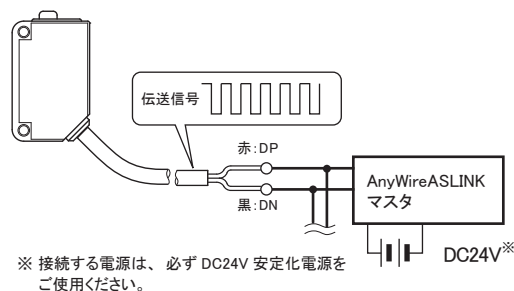 伝送信号
赤:DP
黒:DN
AnyWireASLINK
マスタ
DC24V※
※ 接続する電源は、必ず DC24V 安定化電源を
ご使用ください。